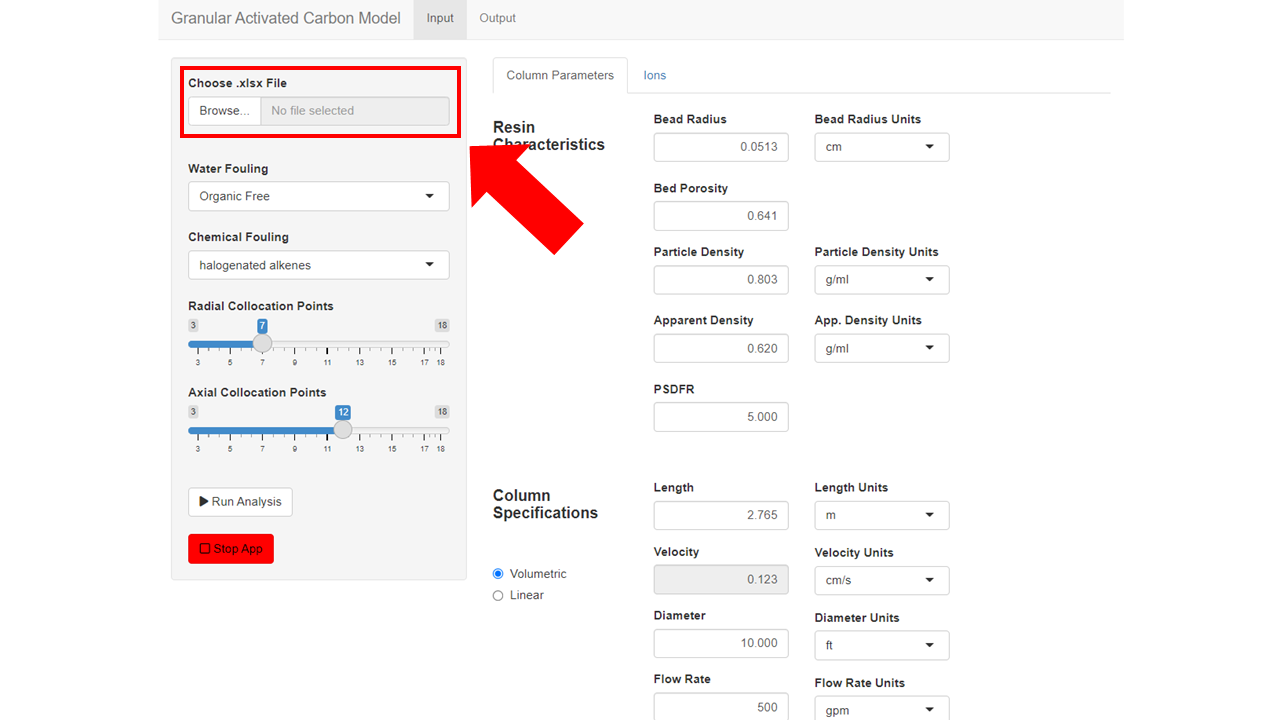 Granular Activated Carbon Model Input Output
Choose .xlsx File
Browse... No file selected
Water Fouling
Organic Free
Chemical Fouling
halogenated alkenes
Radial Collocation Points
3 7 18
3 5 7 9 11 13 15 17 18
Axial Collocation Points
3 12 18
3 5 7 9 11 13 15 17 18
Run Analysis
Stop App
Column Parameters Ions
Resin
Characteristics
Bead Radius Bead Radius Units
0.0513 cm
Bed Porosity
0.641
Particle Density Particle Density Units
0.803 g/ml
Apparent Density App. Density Units
0.620 g/ml
PSDFR
5.000
Column
Specifications
Volumetric
Linear
Length Length Units
2.765 m
Velocity Velocity Units
0.123 cm/s
Diameter Diameter Units
10.000 ft
Flow Rate Flow Rate Units
500 gpm